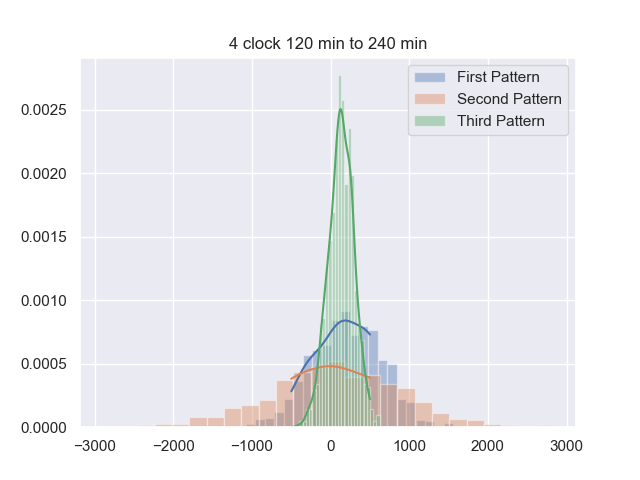 4 clock 120 min to 240 min
First Pattern
Second Pattern
Third Pattern
0.0025
0.0020
0.0015
0.0010
0.0005
0.0000
−3000 −2000 −1000 0 1000 2000 3000